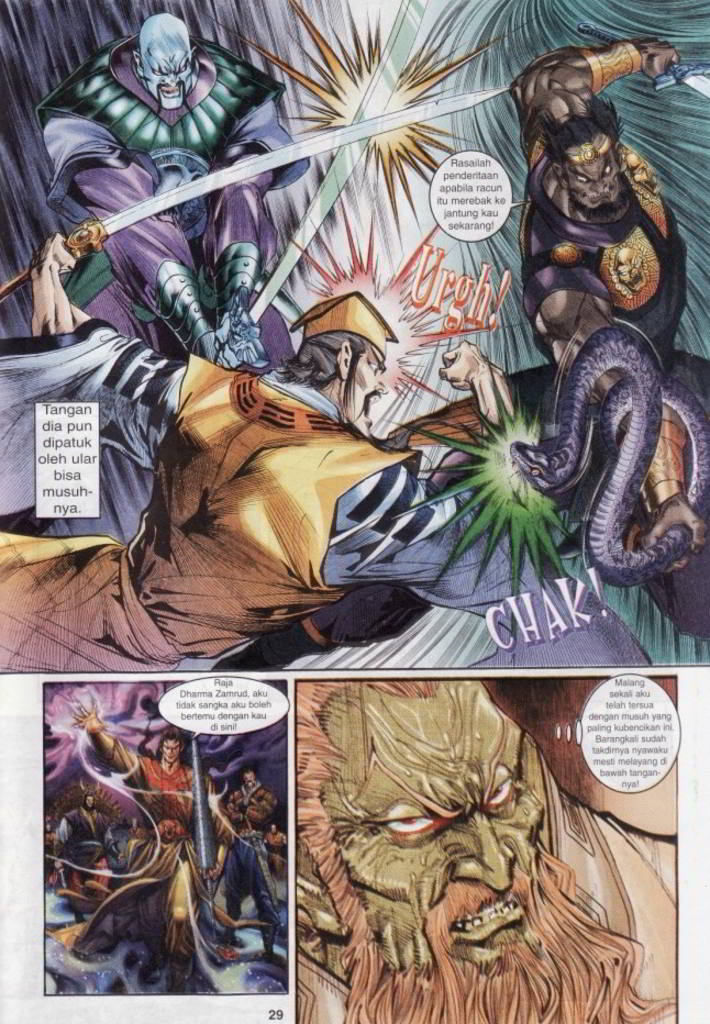 Rasailah
penderitaan
apabila racun
itu merebak ke
jantung kau
sekarang!
Urgh!
Tangan
dia pun
dipatuk
oleh ular
bisa
musuh-
nya.
CHAK!
Raja
Dharma Zamrud, aku
tidak sangka aku boleh
bertemu dengan kau
di sini!
Malang
sekali aku
telah tersua
dengan musuh yang
paling kubencikan ini.
Barangkali sudah
takdirnya nyawaku
mesti melayang di
bawah tangan-
nya!
29